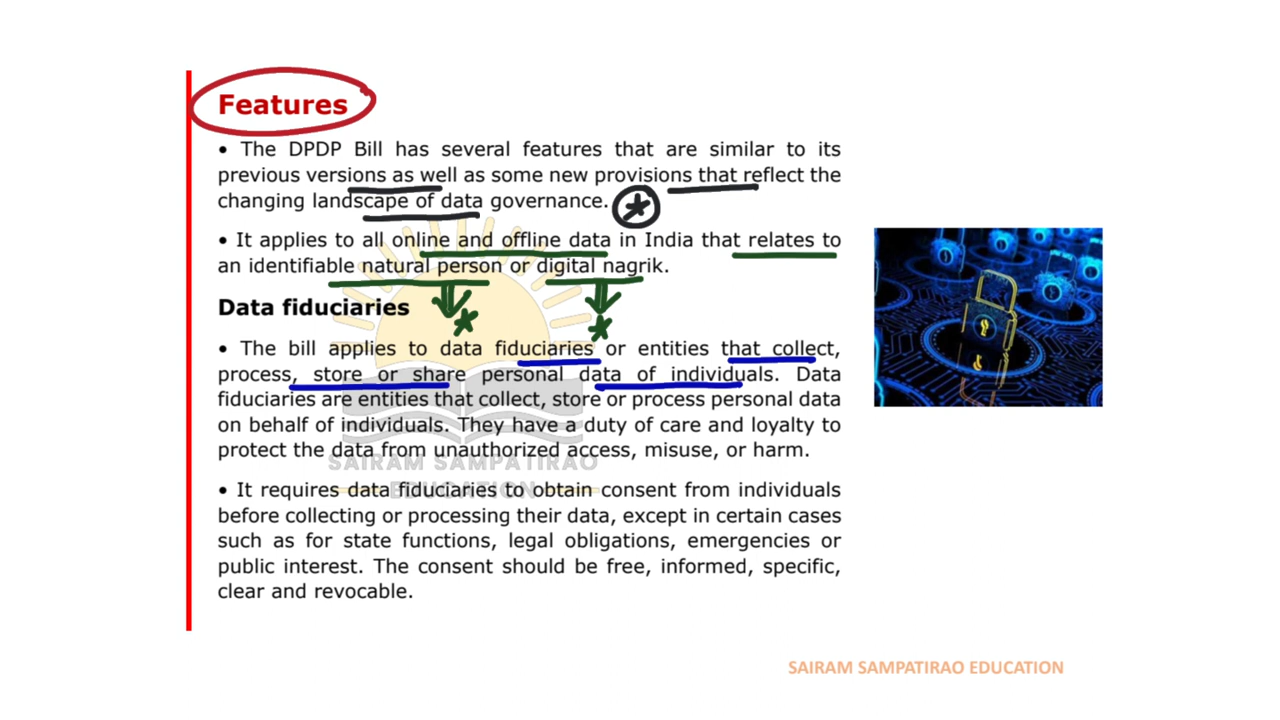 Features
• The DPDP Bill has several features that are similar to its
previous versions as well as some new provisions that reflect the
changing landscape of data governance.
• It applies to all online and offline data in India that relates to
an identifiable natural person or digital nagrik.
Data fiduciaries
• The bill applies to data fiduciaries or entities that collect,
process, store or share personal data of individuals. Data
fiduciaries are entities that collect, store or process personal data
on behalf of individuals. They have a duty of care and loyalty to
protect the data from unauthorized access, misuse, or harm.
SAIRAM SAMPATIRAO
EDUCATION
• It requires data fiduciaries to obtain consent from individuals
before collecting or processing their data, except in certain cases
such as for state functions, legal obligations, emergencies or
public interest. The consent should be free, informed, specific,
clear and revocable.
SAIRAM SAMPATIRAO EDUCATION